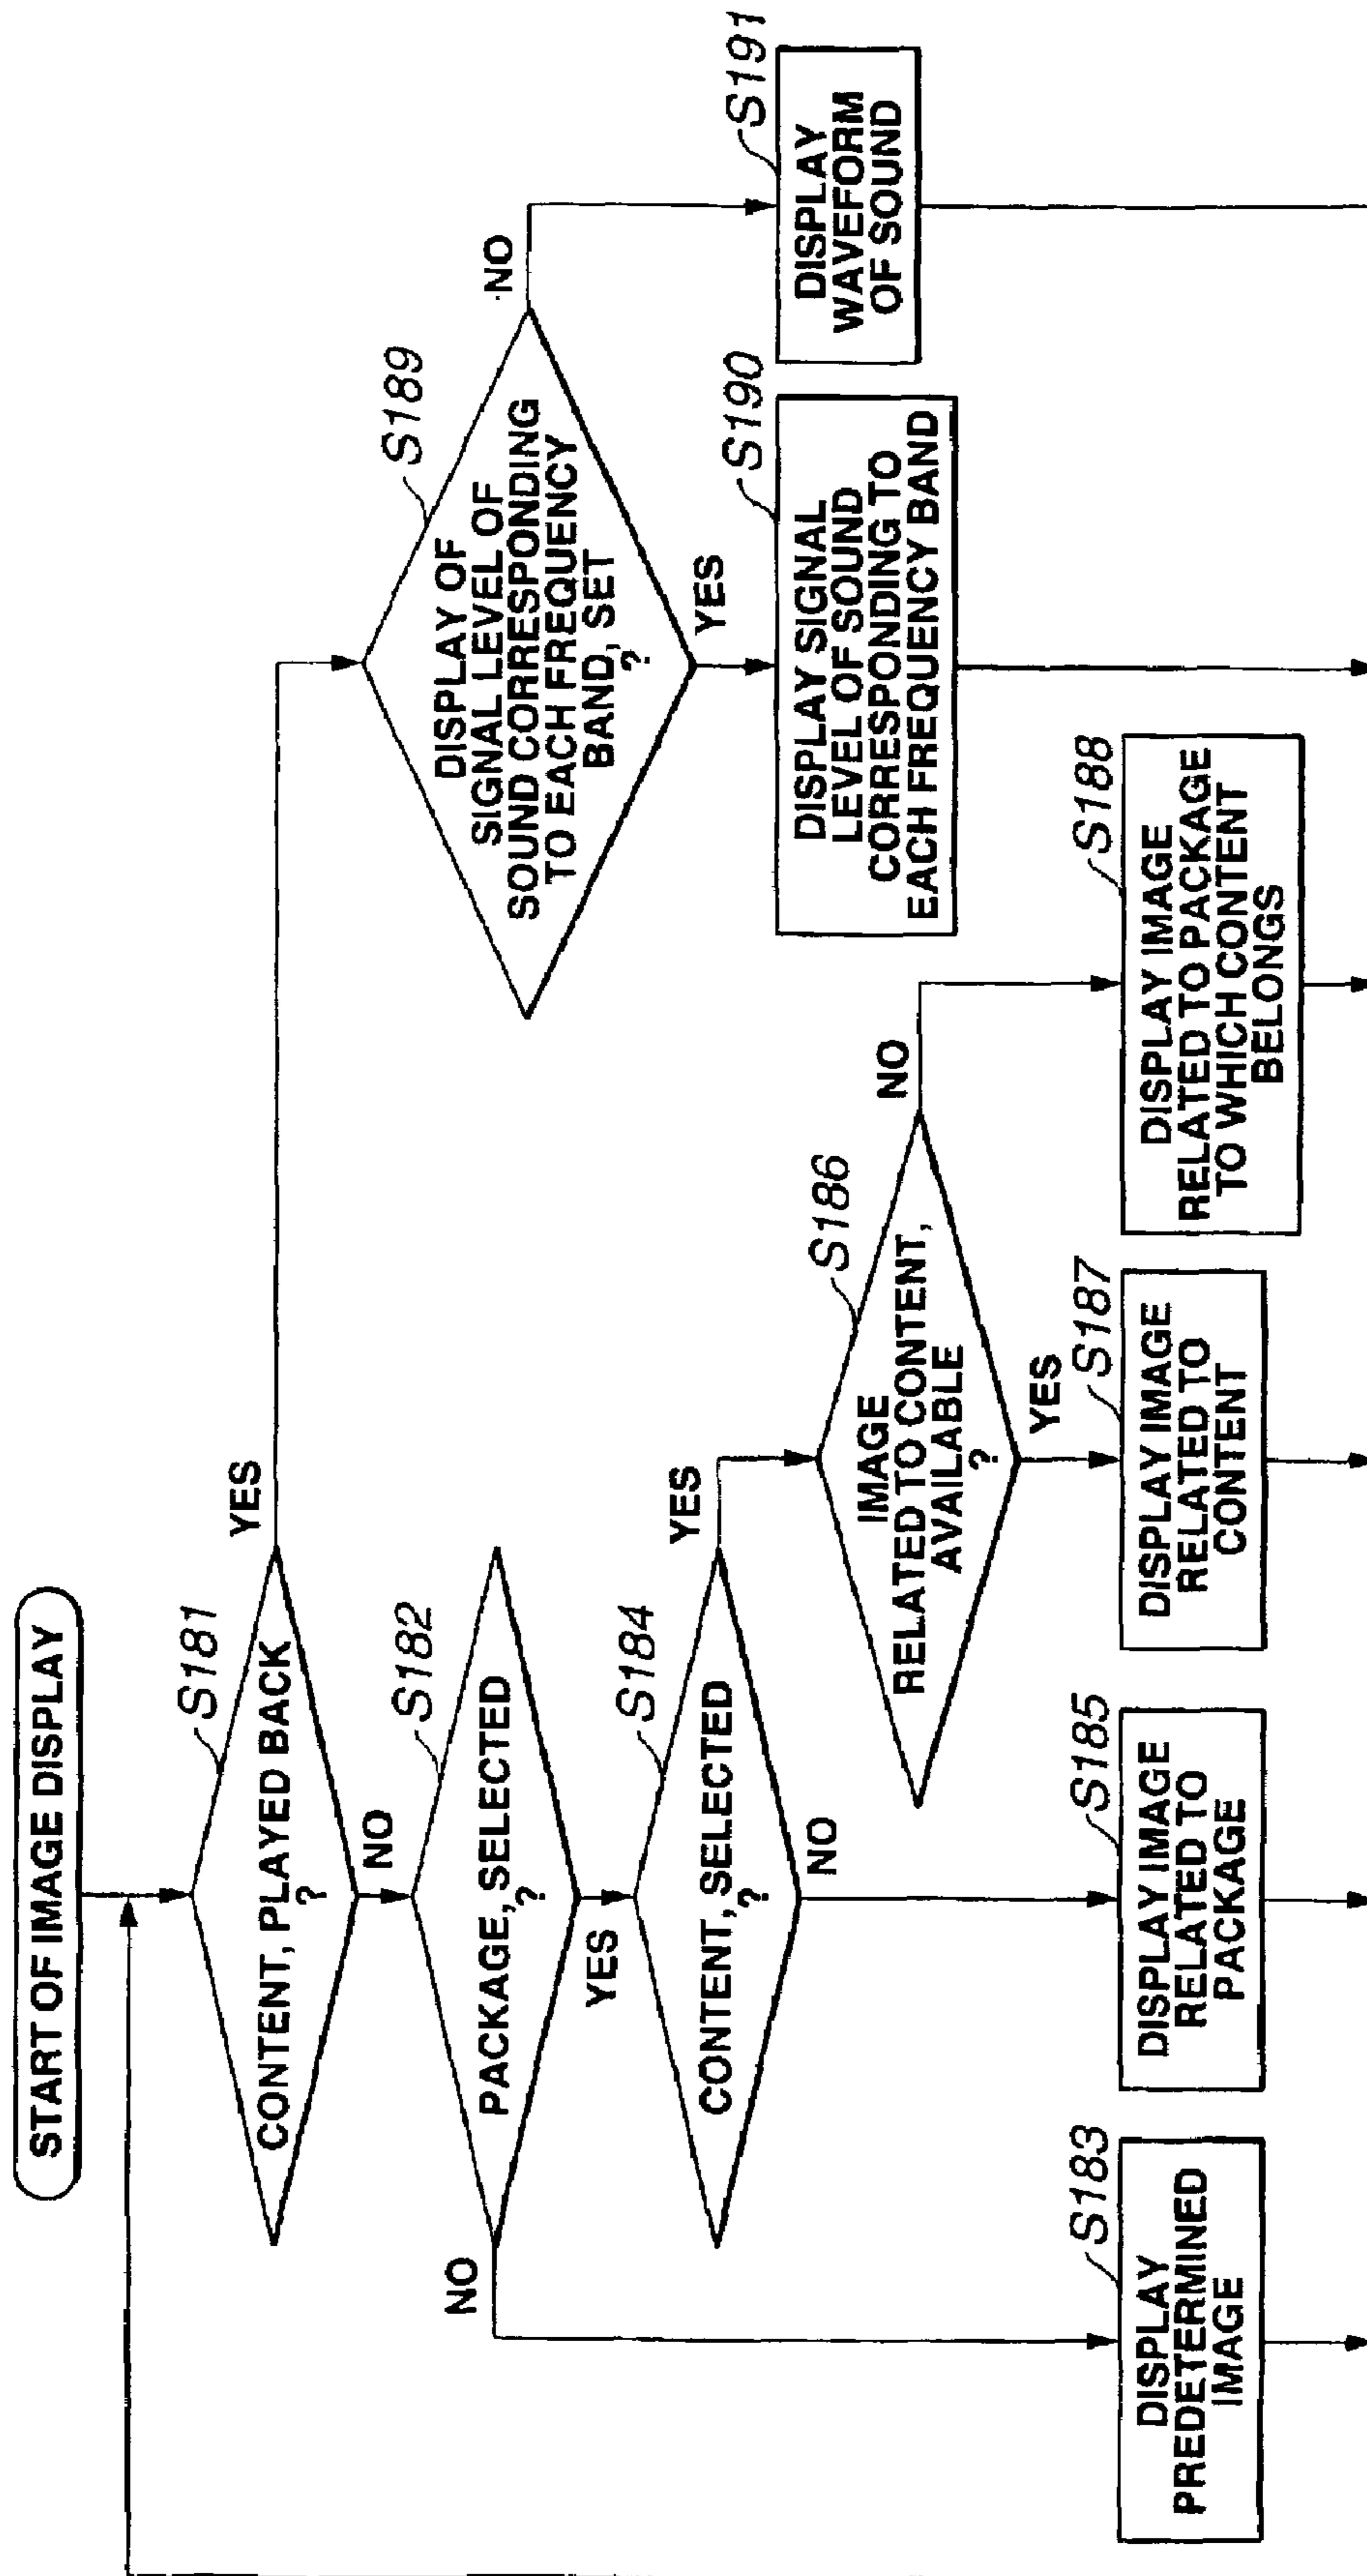 START OF IMAGE DISPLAY
S181
CONTENT, PLAYED BACK
?
YES
NO
S182
PACKAGE, SELECTED
?
NO
YES
S184
CONTENT, SELECTED
?
YES
NO
S186
IMAGE
RELATED TO CONTENT,
AVAILABLE
?
NO
YES
S189
DISPLAY OF
SIGNAL LEVEL OF
SOUND CORRESPONDING
TO EACH FREQUENCY
BAND, SET
?
NO
YES
S183
DISPLAY
PREDETERMINED
IMAGE
S185
DISPLAY IMAGE
RELATED TO
PACKAGE
S187
DISPLAY IMAGE
RELATED TO
CONTENT
S188
DISPLAY IMAGE
RELATED TO PACKAGE
TO WHICH CONTENT
BELONGS
S190
DISPLAY SIGNAL
LEVEL OF SOUND
CORRESPONDING TO
EACH FREQUENCY BAND
S191
DISPLAY
WAVEFORM
OF SOUND